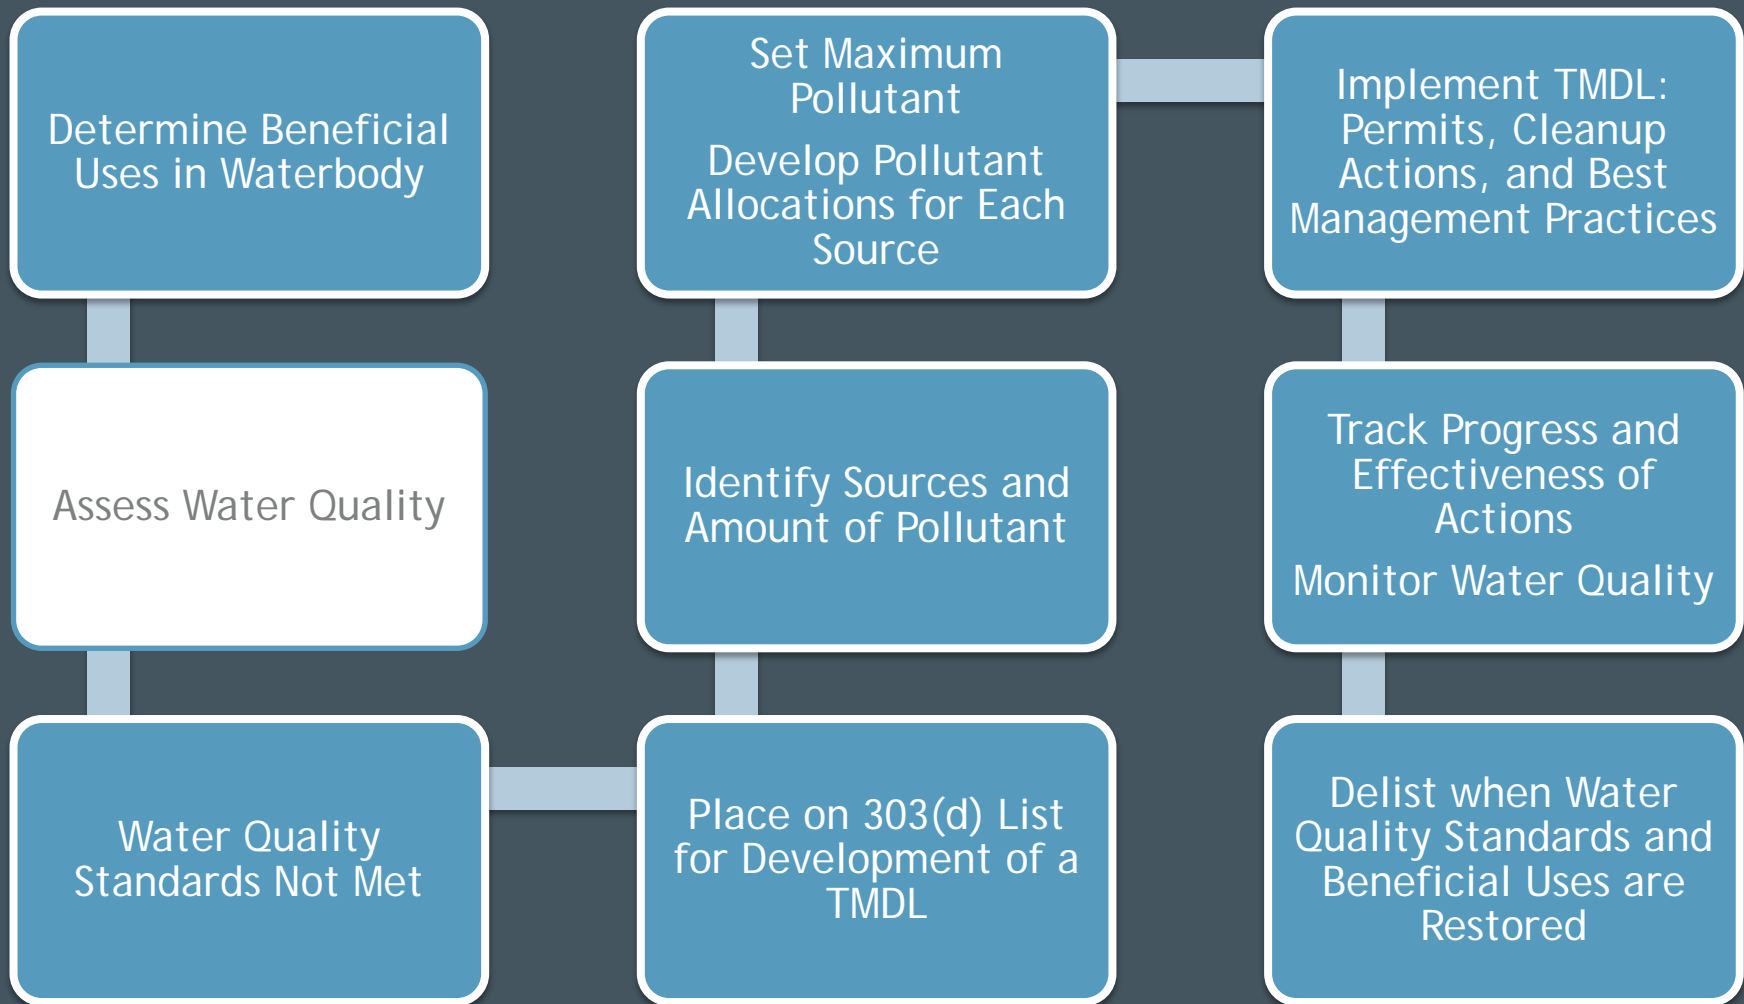 Determine Beneficial
Uses in Waterbody
Assess Water Quality
Water Quality
Standards Not Met
Place on 303(d) List
for Development of a
TMDL
Identify Sources and
Amount of Pollutant
Set Maximum
Pollutant
Develop Pollutant
Allocations for Each
Source
Implement TMDL:
Permits, Cleanup
Actions, and Best
Management Practices
Track Progress and
Effectiveness of
Actions
Monitor Water Quality
Delist when Water
Quality Standards and
Beneficial Uses are
Restored